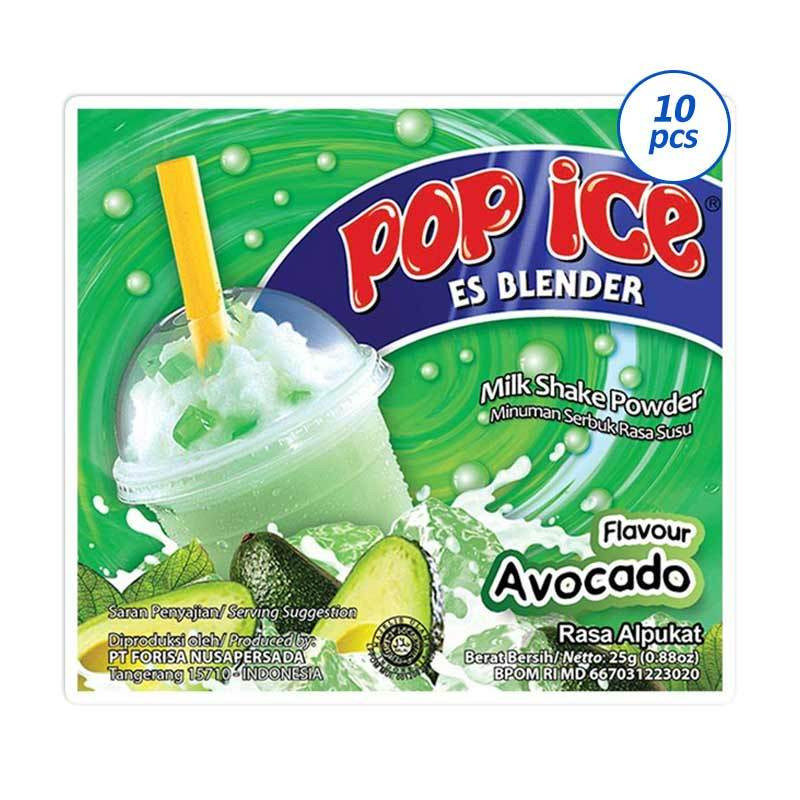 10
pcs
POP ICE®
ES BLENDER
Milk Shake Powder
Minuman Serbuk Rasa Susu
Flavour
Avocado
Rasa Alpukat
Berat Bersih/ Netto: 25g (0.88oz)
BPOM RI MD 667031223020
Saran Penyajian/ Serving Suggestion
Diproduksi oleh/ Produced by:
PT FORISA NUSAPERSADA
Tangerang 15710 - INDONESIA